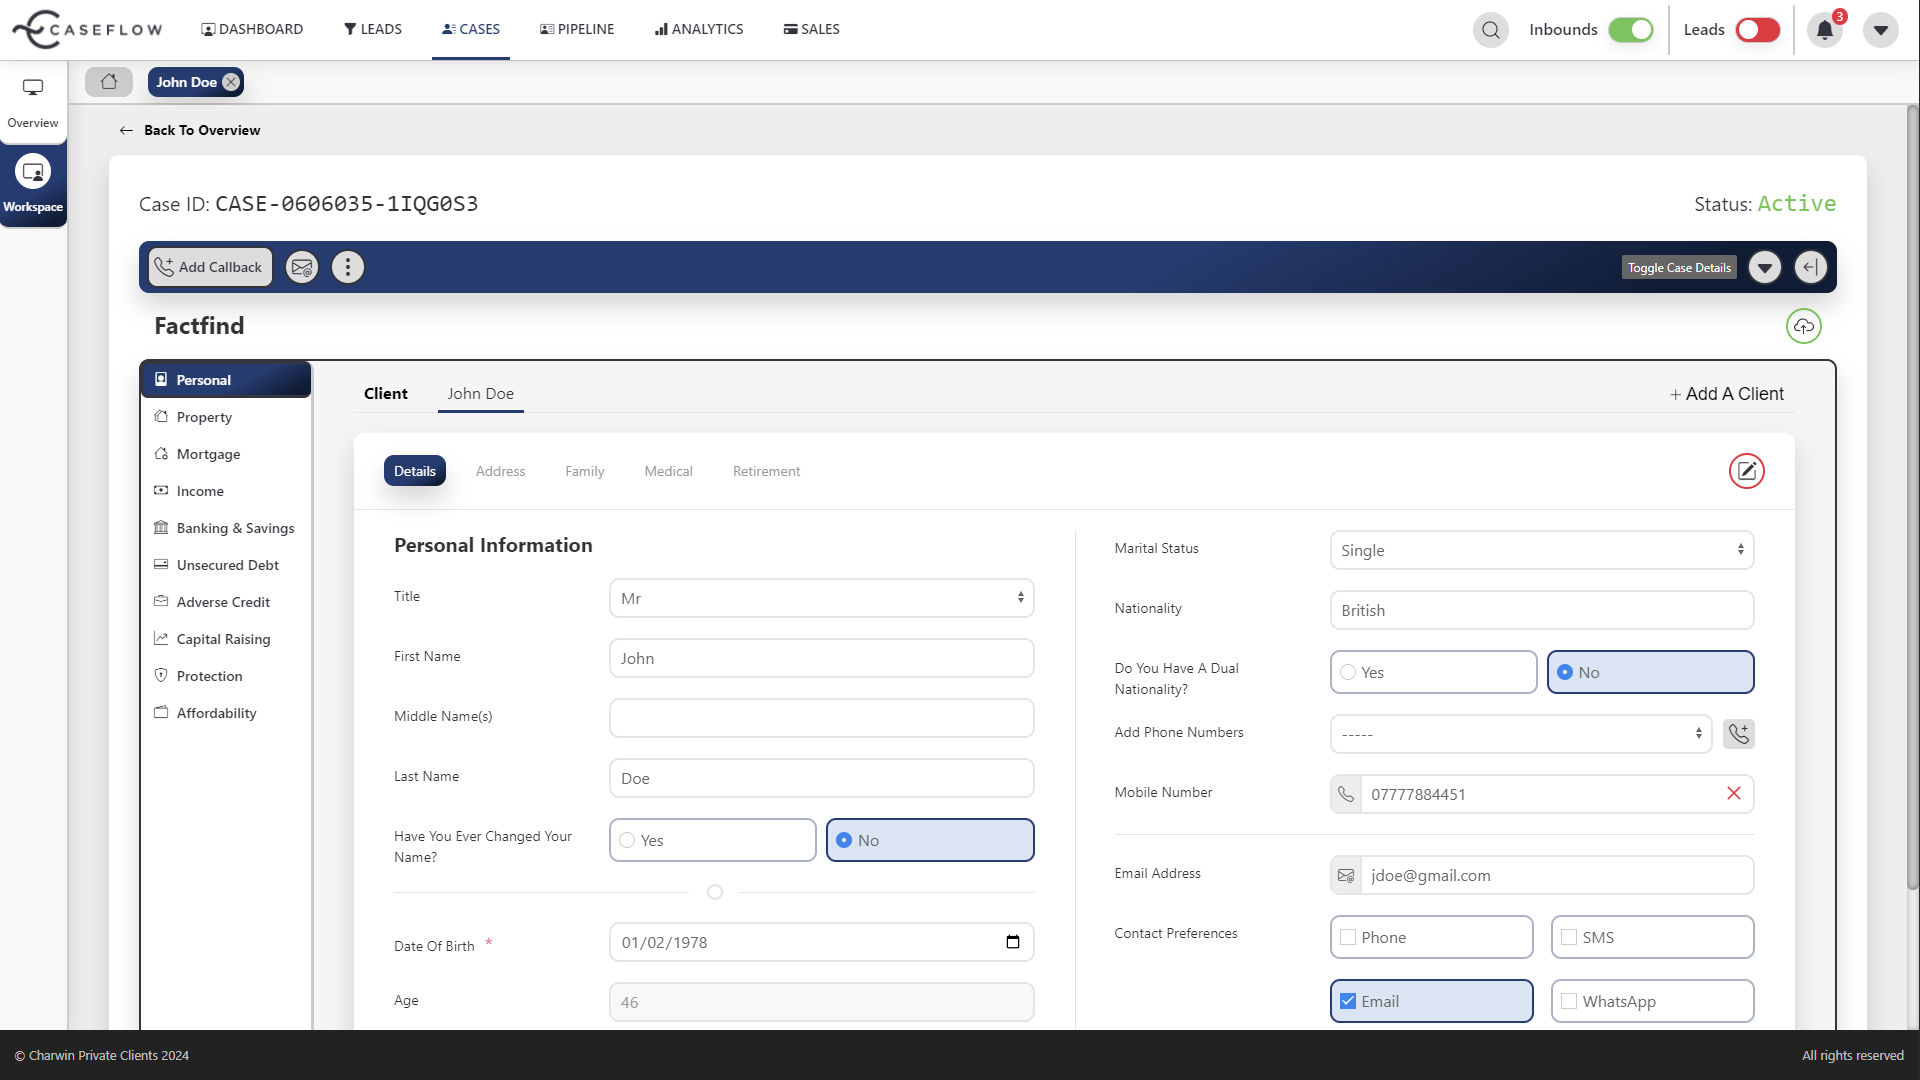 CASEFLOW
DASHBOARD
LEADS
CASES
PIPELINE
ANALYTICS
SALES
Inbounds
Leads
3
Overview
Workspace
John Doe
Back To Overview
Case ID: CASE-0606035-1IQG0S3
Status: Active
Add Callback
Toggle Case Details
Factfind
Personal
Property
Mortgage
Income
Banking & Savings
Unsecured Debt
Adverse Credit
Capital Raising
Protection
Affordability
Client
John Doe
+ Add A Client
Details
Address
Family
Medical
Retirement
Personal Information
Title
Mr
First Name
John
Middle Name(s)
Last Name
Doe
Have You Ever Changed Your
Name?
Yes
No
Date Of Birth *
01/02/1978
Age
46
Marital Status
Single
Nationality
British
Do You Have A Dual
Nationality?
Yes
No
Add Phone Numbers
-----
Mobile Number
07777884451
Email Address
jdoe@gmail.com
Contact Preferences
Phone
SMS
Email
WhatsApp
© Charwin Private Clients 2024
All rights reserved